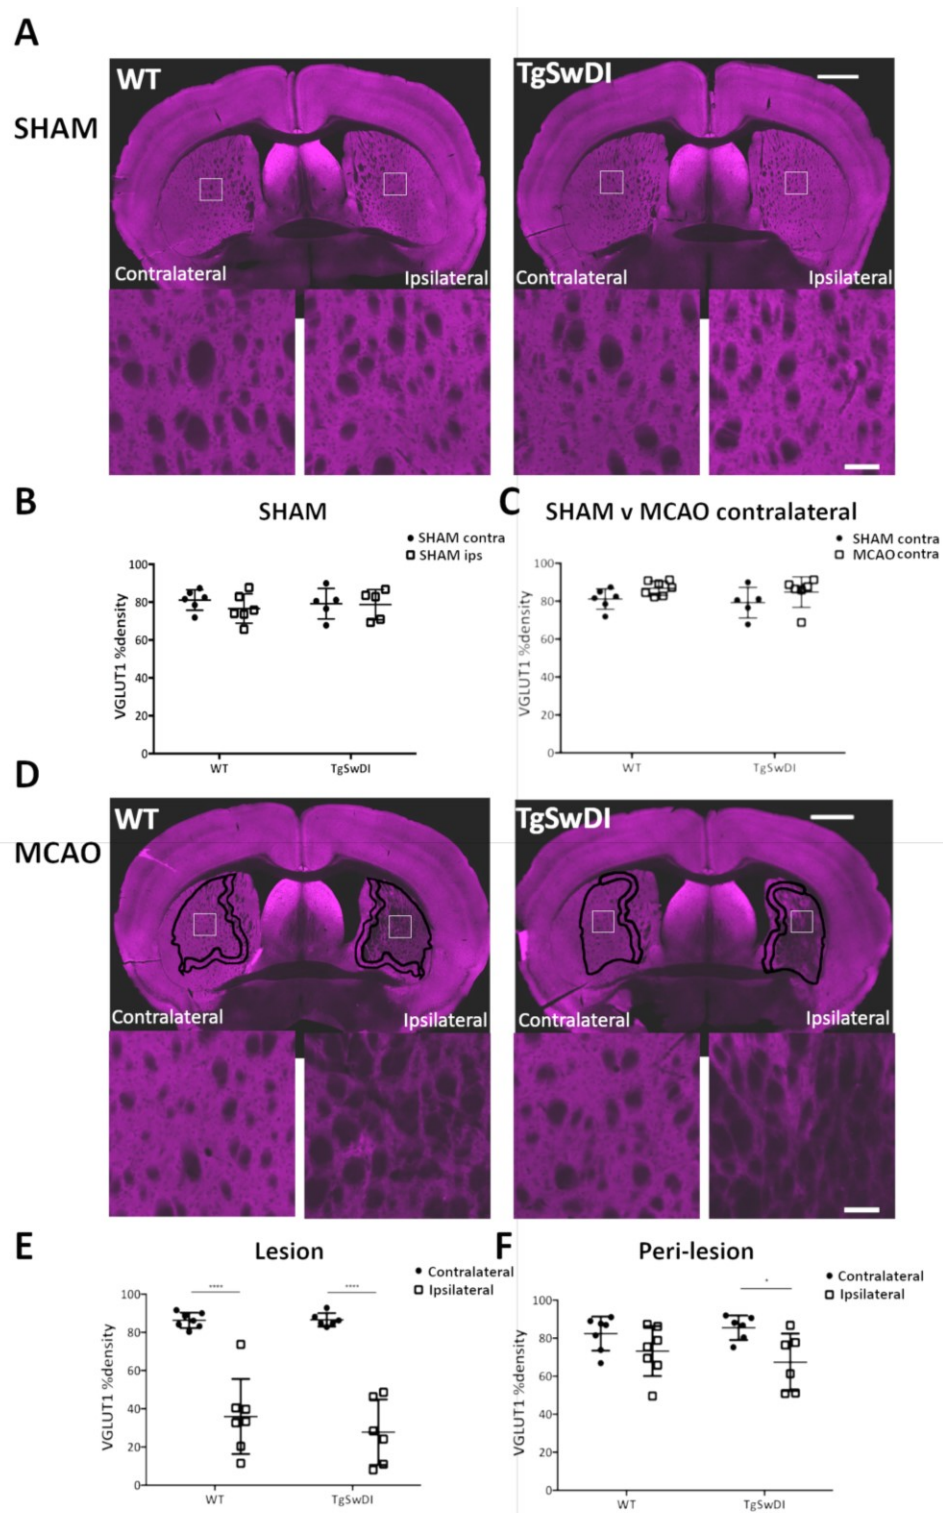 A
WT
TgSwDI
SHAM
Contralateral
Ipsilateral
Contralateral
Ipsilateral
B
SHAM
SHAM contra
SHAM ips
VGLUT1 %density
100
80
60
40
20
0
WT
TgSwDI
C
SHAM v MCAO contralateral
SHAM contra
MCAO contra
VGLUT1 %density
100
80
60
40
20
0
WT
TgSwDI
D
WT
TgSwDI
MCAO
Contralateral
Ipsilateral
Contralateral
Ipsilateral
E
Lesion
Contralateral
Ipsilateral
VGLUT1 %density
****
****
100
80
60
40
20
0
WT
TgSwDI
F
Peri-lesion
Contralateral
Ipsilateral
VGLUT1 %density
*
100
80
60
40
20
0
WT
TgSwDI